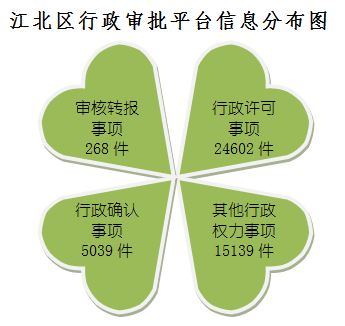 江北区行政审批平台信息分布图
审核转报
事项
268 件
行政许可
事项
24602 件
行政确认
事项
5039 件
其他行政
权力事项
15139 件